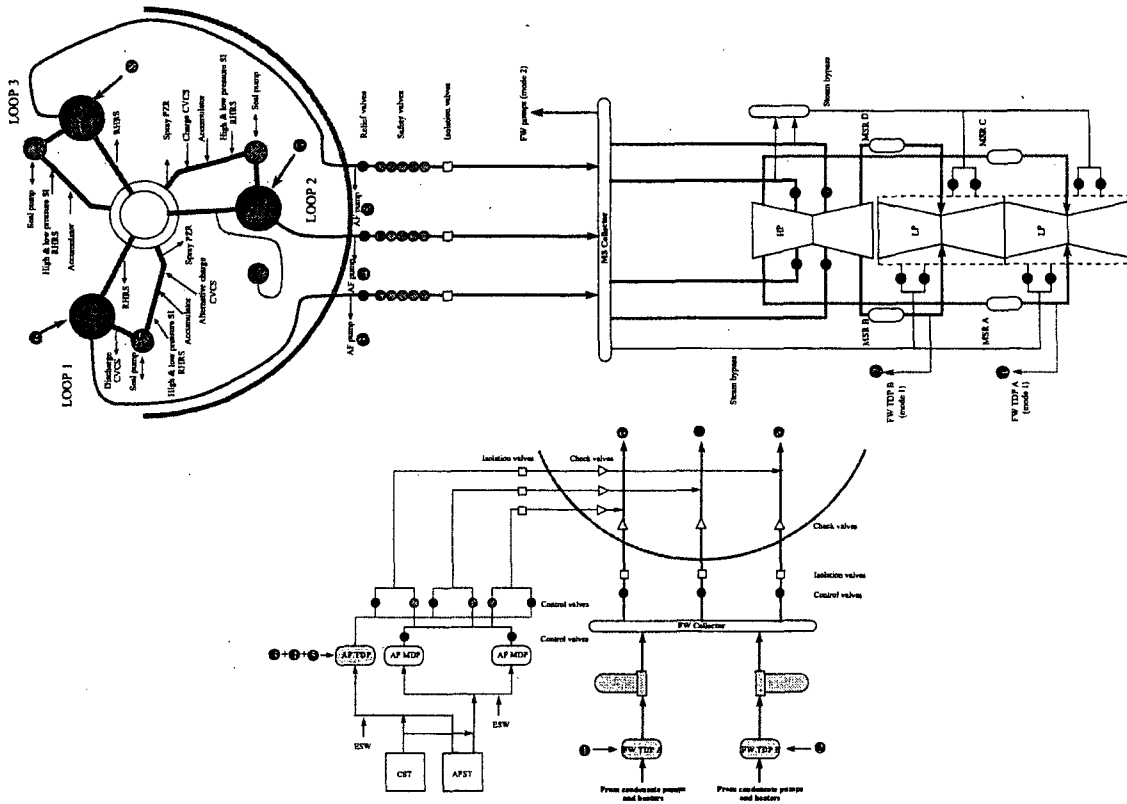 LOOP 3
Seal pump
High & low pressure SI
RHRS
Accumulator
RHRS
Spray PZR
Charge CVCS
Accumulator
High & low pressure SI
RHRS
Seal pump
LOOP 2
Spray PZR
Alternative charge
CVCS
Accumulator
High & low pressure SI
RHRS
RHRS
Discharge
CVCS
Seal pump
LOOP 1
Relief valves
Safety valves
Isolation valves
AF pump
AF pump
AF pump
FW pumps (mode 2)
MS Collector
Steam bypass
MSR D
MSR C
HP
LP
LP
MSR B
MSR A
Steam bypass
FW TDP B
(mode 1)
FW TDP A
(mode 1)
Isolation valves
Check valves
Check valves
Isolation valves
Control valves
Control valves
FW Collector
Control valves
AF TDP
AF MDP
AF MDP
ESW
ESW
CST
AFST
FW TDP A
FW TDP B
From condensate pumps
and heaters
From condensate pumps
and heaters